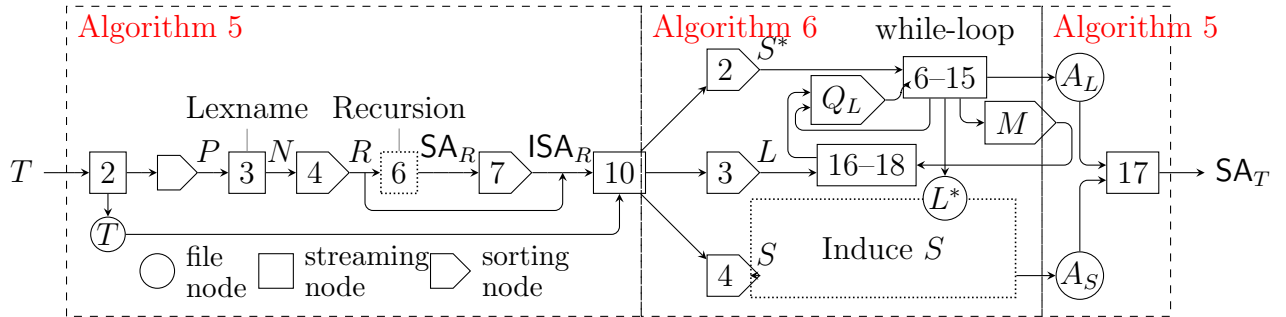 Algorithm 5
Algorithm 6
Algorithm 5
while-loop
S*
2
6–15
A_L
Q_L
M
Lexname
Recursion
T
2
P
3
N
4
R
6
SA_R
7
ISA_R
10
3
L
16–18
17
SA_T
L*
T
4
S
Induce S
A_S
file
node
streaming
node
sorting
node